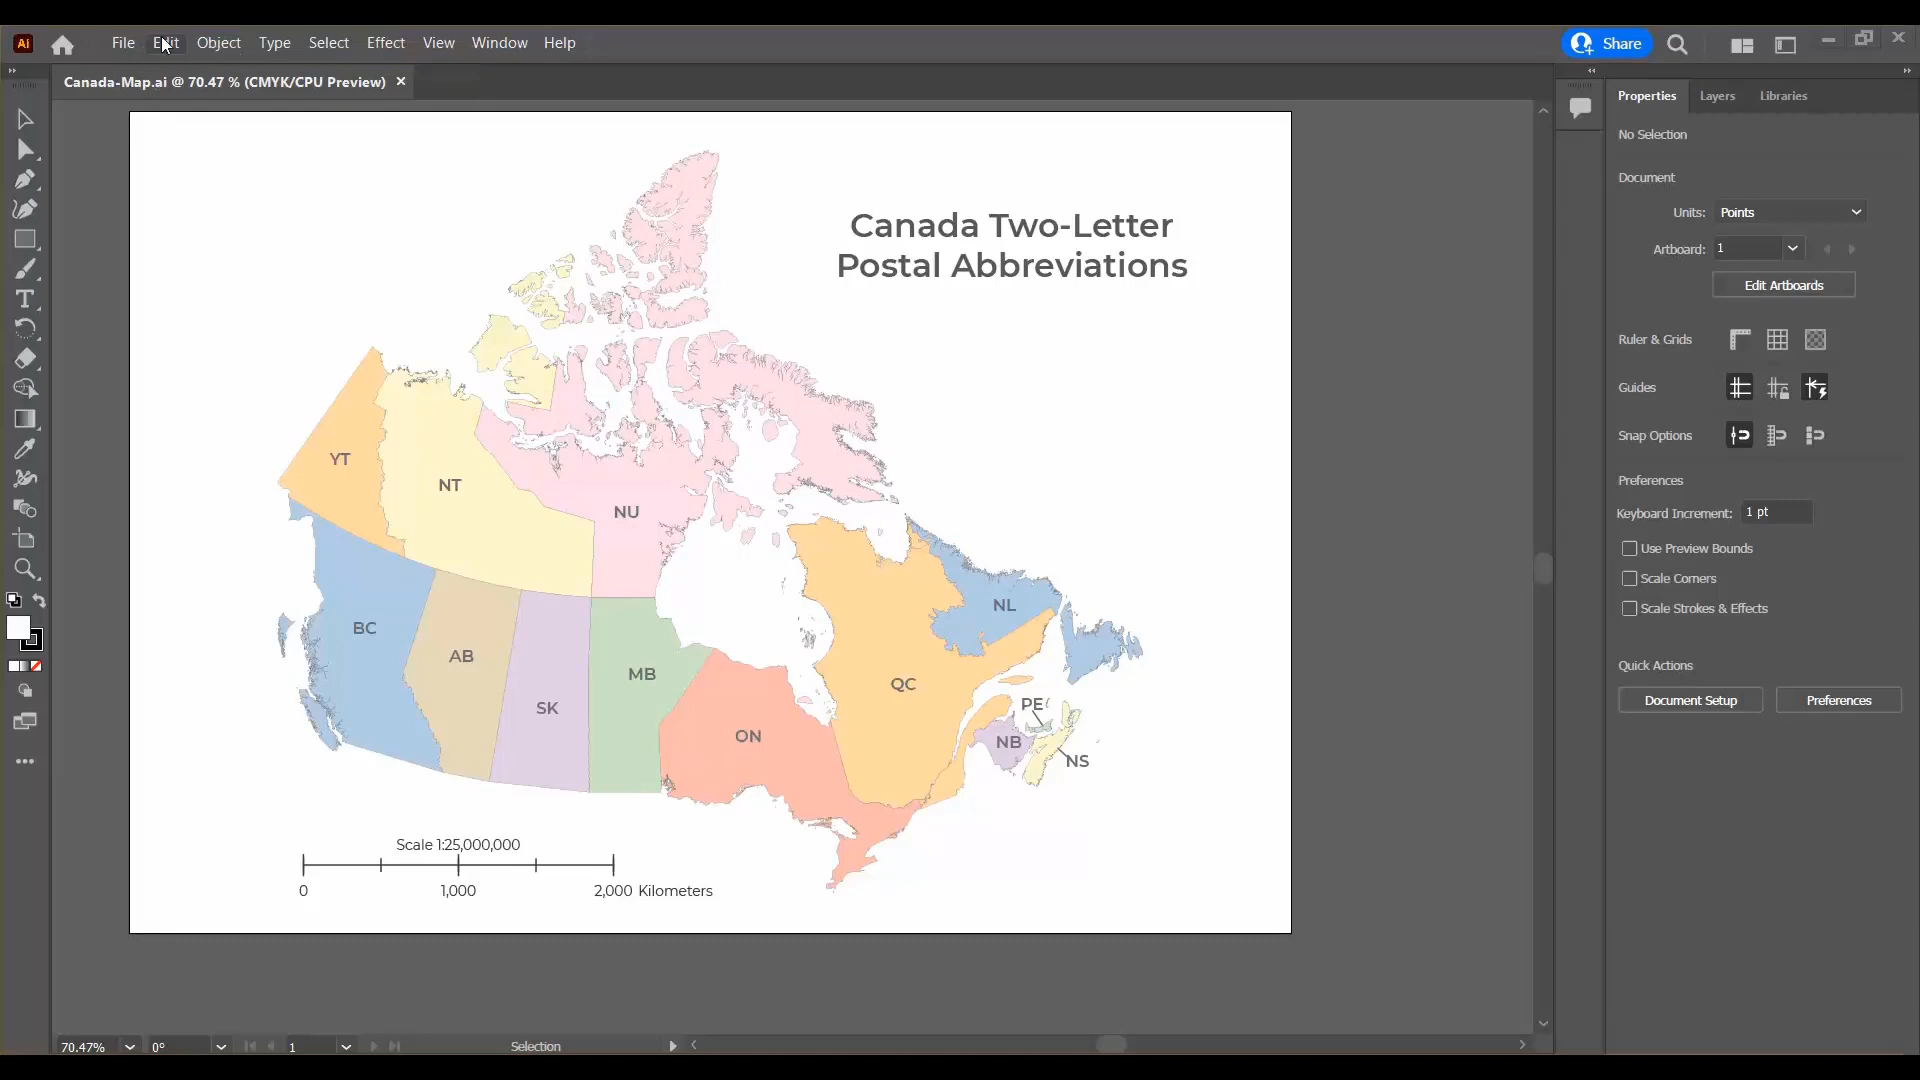 Ai
File Edit Object Type Select Effect View Window Help
Share
Canada-Map.ai @ 70.47 % (CMYK/CPU Preview) ×
Canada Two-Letter
Postal Abbreviations
YT
NT
NU
BC
AB
SK
MB
ON
QC
NL
PE
NB
NS
Scale 1:25,000,000
0 1,000 2,000 Kilometers
70.47% 0° 1 Selection
Properties Layers Libraries
No Selection
Document
Units: Points
Artboard: 1
Edit Artboards
Ruler & Grids
Guides
Snap Options
Preferences
Keyboard Increment: 1 pt
Use Preview Bounds
Scale Corners
Scale Strokes & Effects
Quick Actions
Document Setup Preferences